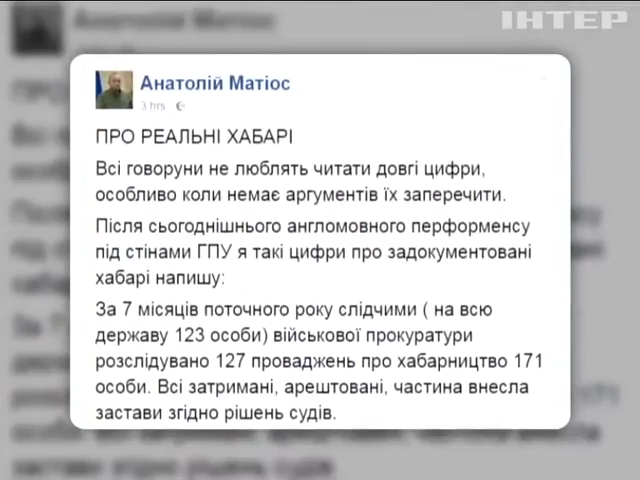 ІНТЕР
Анатолій Матіос
3 hrs
ПРО РЕАЛЬНІ ХАБАРІ
Всі говоруни не люблять читати довгі цифри,
особливо коли немає аргументів їх заперечити.
Після сьогоднішнього англомовного перформенсу
під стінами ГПУ я такі цифри про задокументовані
хабарі напишу:
За 7 місяців поточного року слідчими ( на всю
державу 123 особи) військової прокуратури
розслідувано 127 проваджень про хабарництво 171
особи. Всі затримані, арештовані, частина внесла
застави згідно рішень судів.